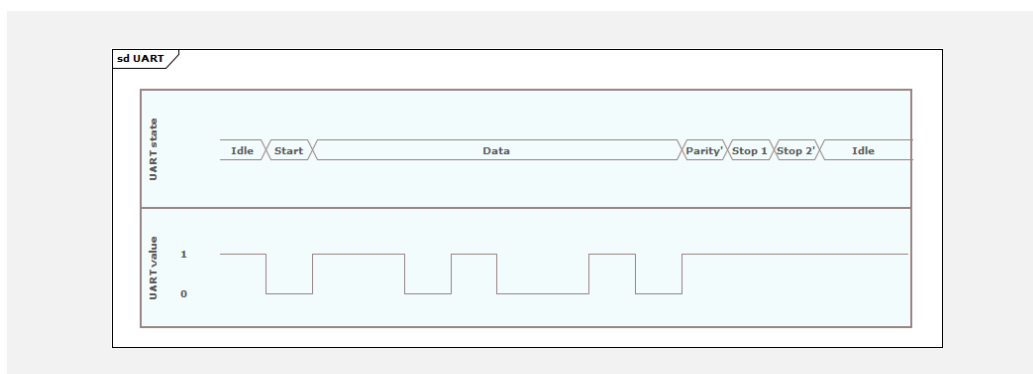 sd UART
UART state
Idle Start Data Parity' Stop 1 Stop 2' Idle
UART value
1
0